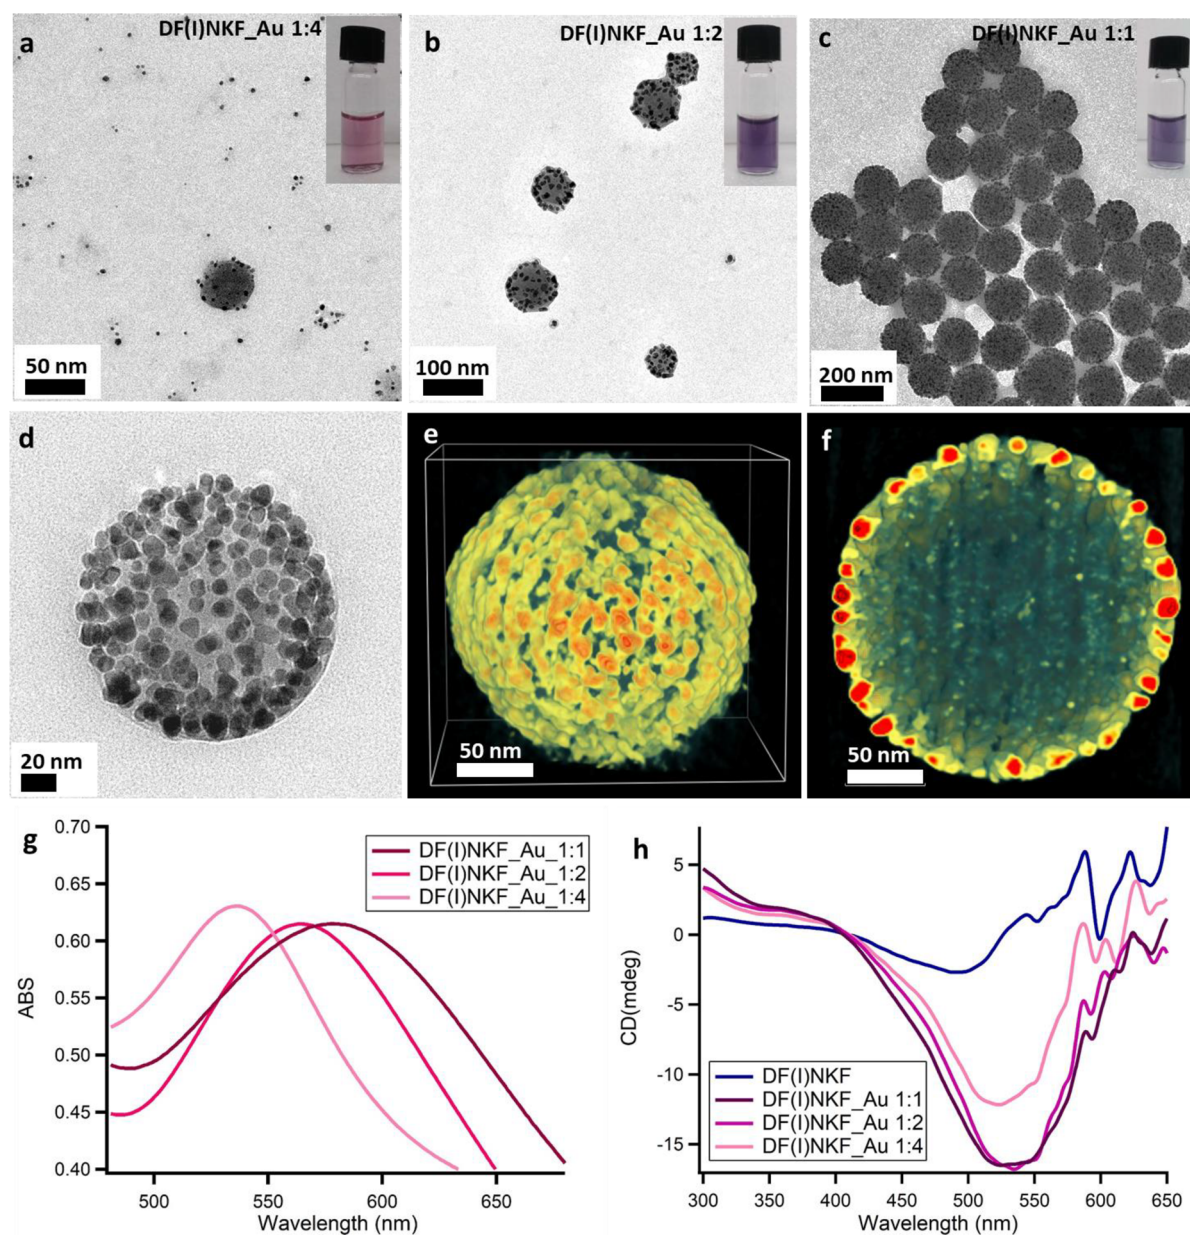 a
DF(I)NKF_Au 1:4
50 nm
b
DF(I)NKF_Au 1:2
100 nm
c
DF(I)NKF_Au 1:1
200 nm
d
20 nm
e
50 nm
f
50 nm
g
0.70
0.65
0.60
0.55
0.50
0.45
0.40
ABS
DF(I)NKF_Au_1:1
DF(I)NKF_Au_1:2
DF(I)NKF_Au_1:4
500 550 600 650
Wavelength (nm)
h
5
0
-5
-10
-15
CD(mdeg)
DF(I)NKF
DF(I)NKF_Au 1:1
DF(I)NKF_Au 1:2
DF(I)NKF_Au 1:4
300 350 400 450 500 550 600 650
Wavelength (nm)